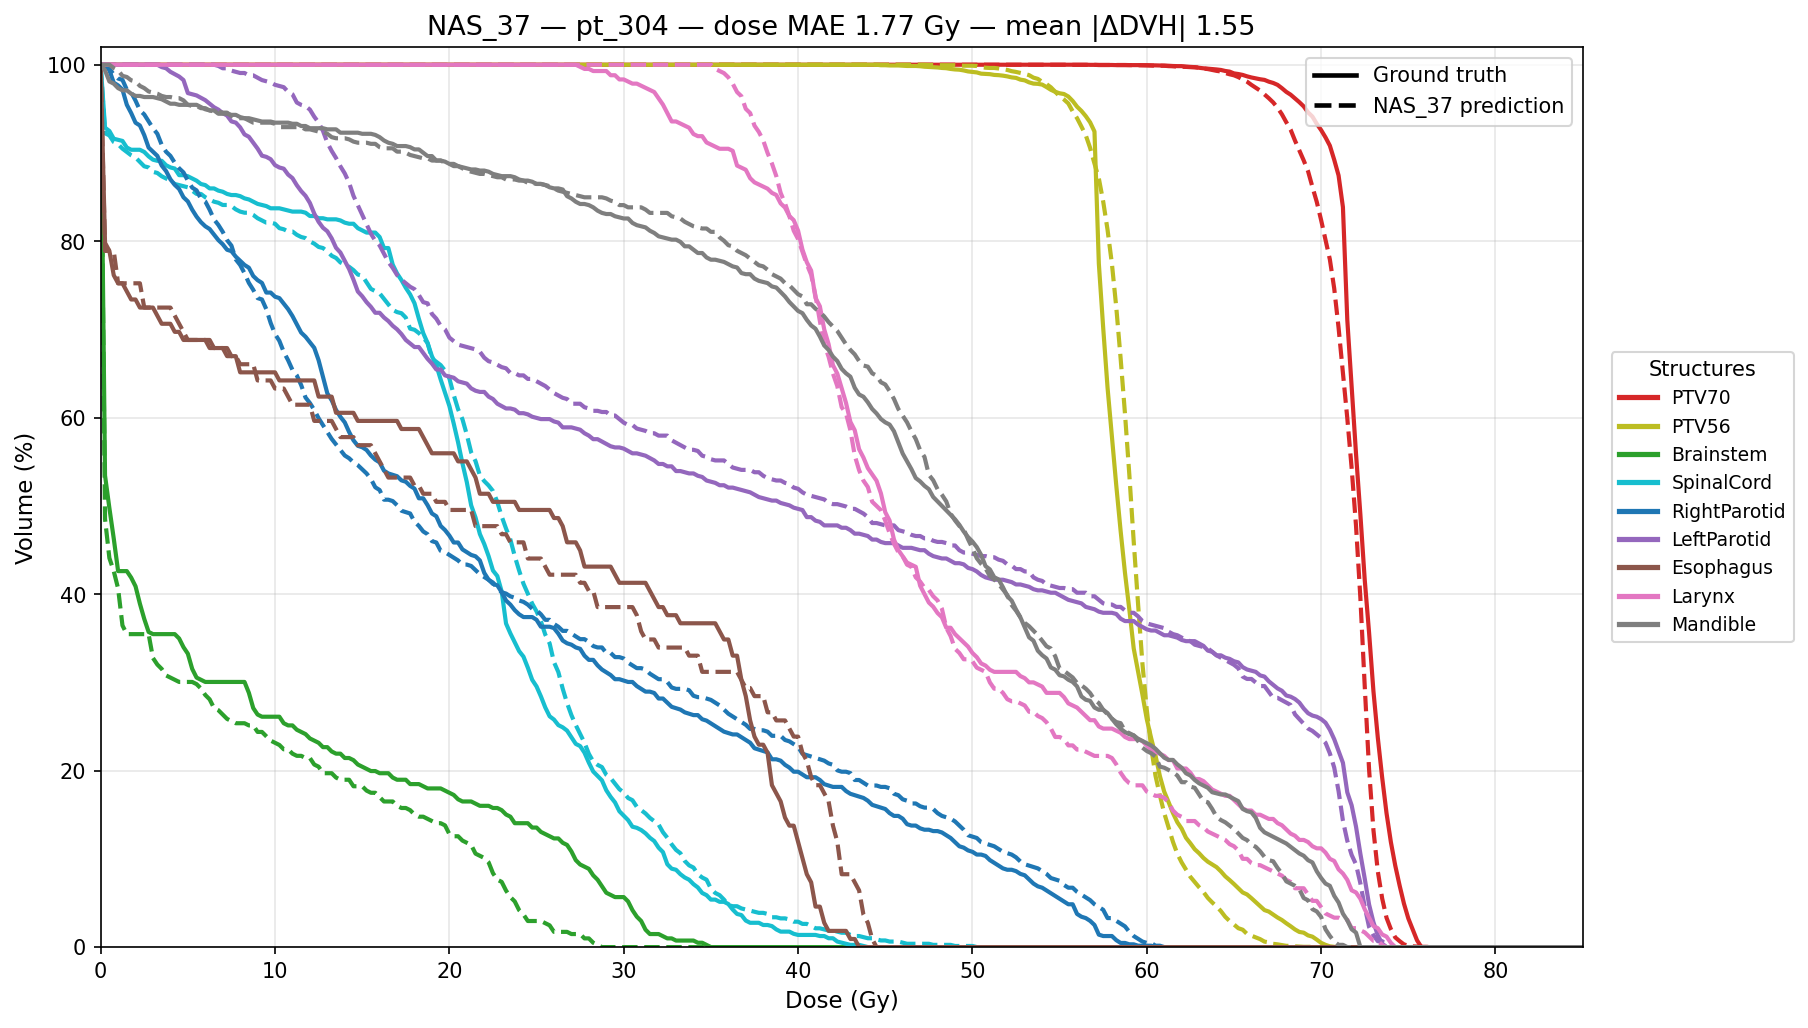 NAS_37 — pt_304 — dose MAE 1.77 Gy — mean |ΔDVH| 1.55
Ground truth
NAS_37 prediction
Volume (%)
100
80
60
40
20
0
0 10 20 30 40 50 60 70 80
Dose (Gy)
Structures
PTV70
PTV56
Brainstem
SpinalCord
RightParotid
LeftParotid
Esophagus
Larynx
Mandible